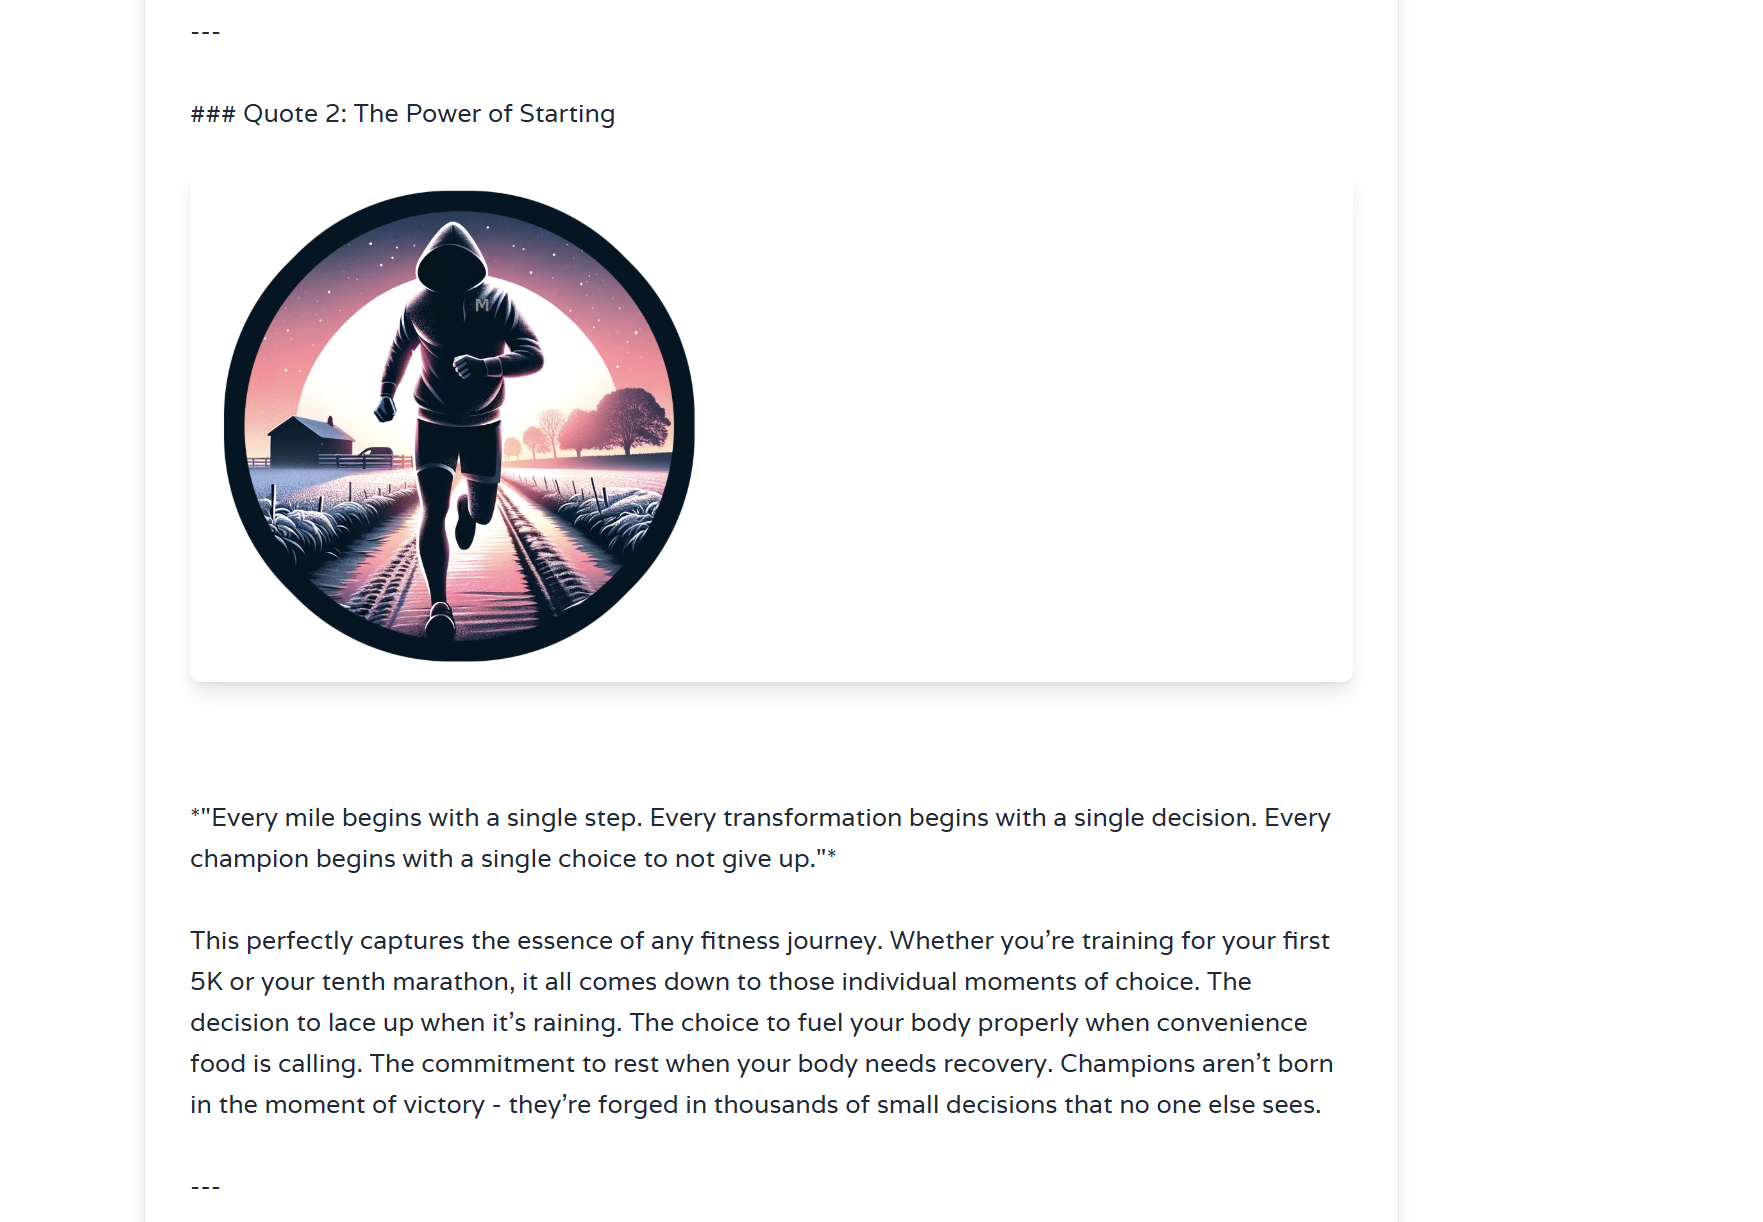 ---
### Quote 2: The Power of Starting
M
*"Every mile begins with a single step. Every transformation begins with a single decision. Every
champion begins with a single choice to not give up."*
This perfectly captures the essence of any fitness journey. Whether you’re training for your first
5K or your tenth marathon, it all comes down to those individual moments of choice. The
decision to lace up when it’s raining. The choice to fuel your body properly when convenience
food is calling. The commitment to rest when your body needs recovery. Champions aren’t born
in the moment of victory - they’re forged in thousands of small decisions that no one else sees.
---